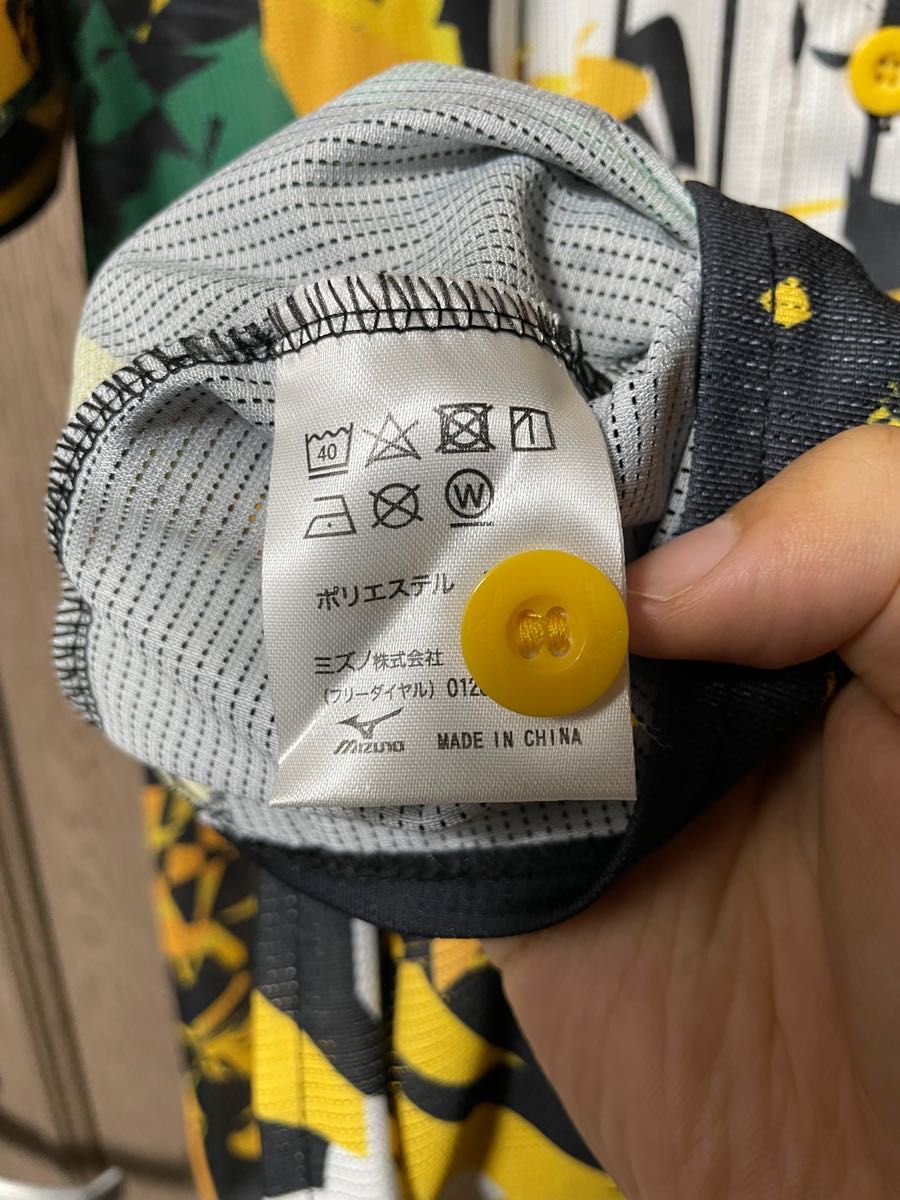 40
W
ポリエステル
ミズノ株式会社
(フリーダイヤル) 012
Mizuno MADE IN CHINA